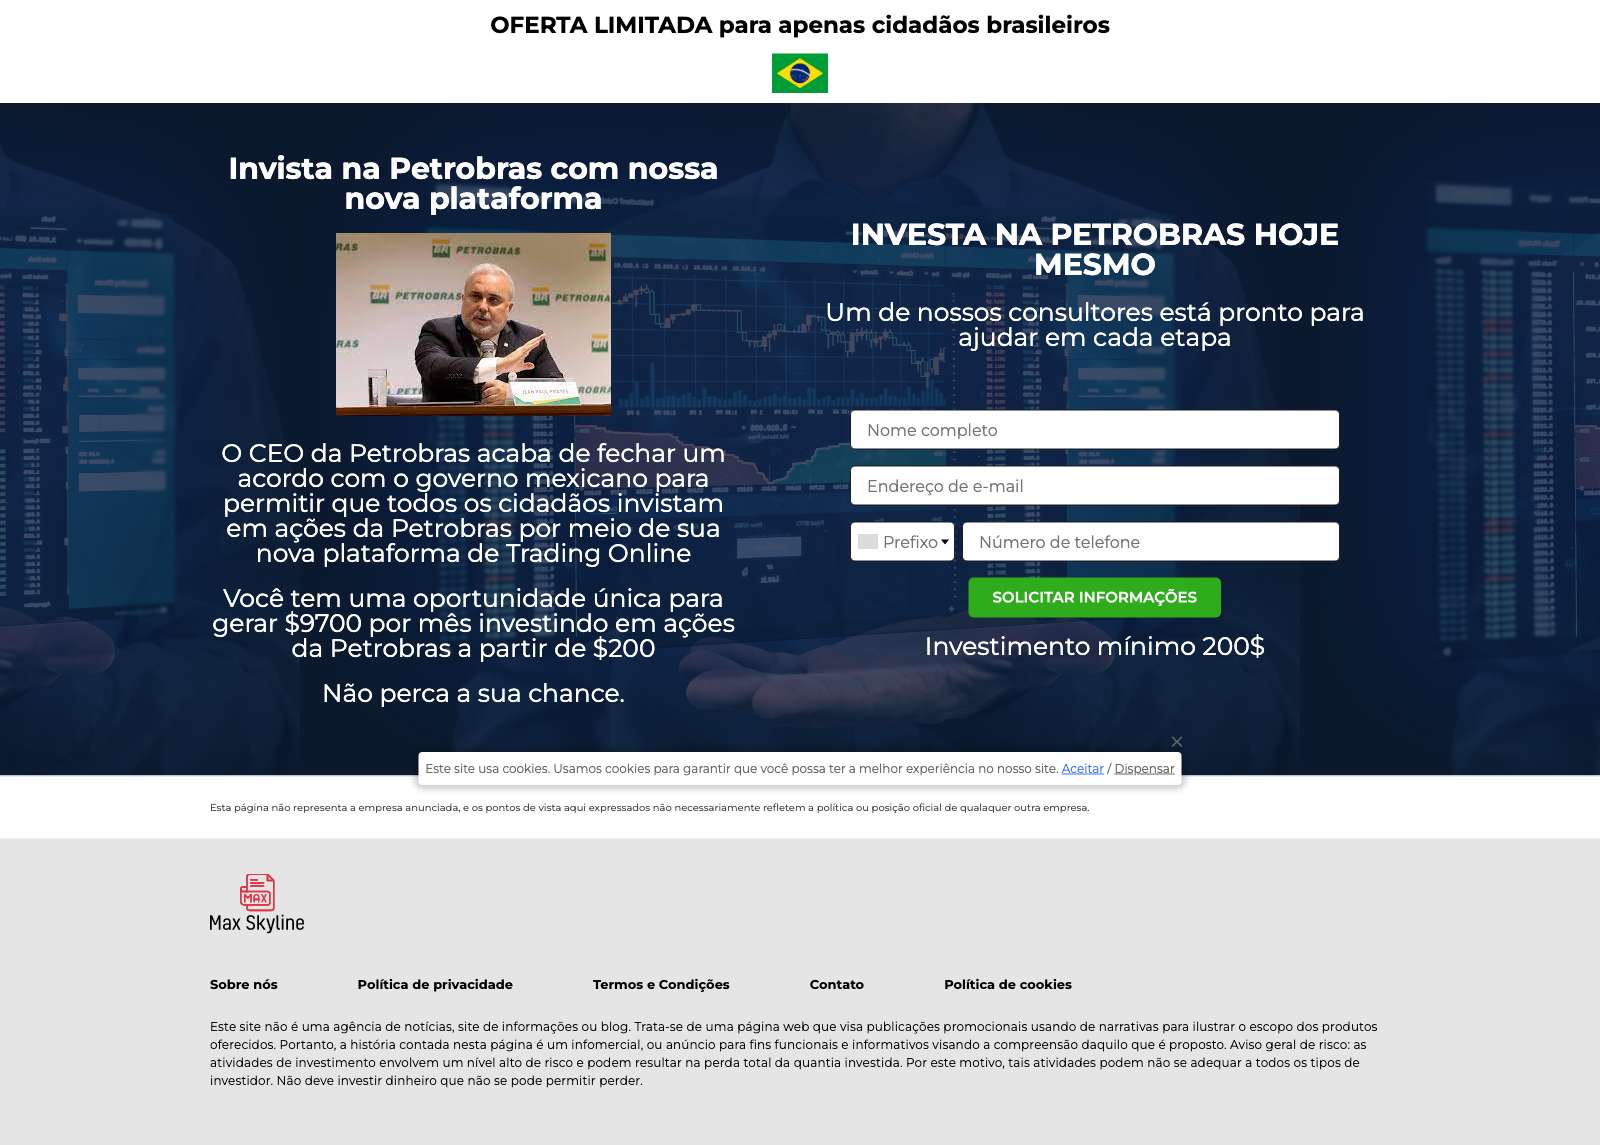 OFERTA LIMITADA para apenas cidadãos brasileiros
Invista na Petrobras com nossa
nova plataforma
PETROBRAS
PETROBRAS
PETROBRAS
JEAN PAUL PRATES
O CEO da Petrobras acaba de fechar um
acordo com o governo mexicano para
permitir que todos os cidadãos invistam
em ações da Petrobras por meio de sua
nova plataforma de Trading Online
Você tem uma oportunidade única para
gerar $9700 por mês investindo em ações
da Petrobras a partir de $200
Não perca a sua chance.
INVESTA NA PETROBRAS HOJE
MESMO
Um de nossos consultores está pronto para
ajudar em cada etapa
Nome completo
Endereço de e-mail
Prefixo
Número de telefone
SOLICITAR INFORMAÇÕES
Investimento mínimo 200$
Este site usa cookies. Usamos cookies para garantir que você possa ter a melhor experiência no nosso site. Aceitar / Dispensar
Esta página não representa a empresa anunciada, e os pontos de vista aqui expressados não necessariamente refletem a política ou posição oficial de qualaquer outra empresa.
MAX
Max Skyline
Sobre nós
Política de privacidade
Termos e Condições
Contato
Política de cookies
Este site não é uma agência de notícias, site de informações ou blog. Trata-se de uma página web que visa publicações promocionais usando de narrativas para ilustrar o escopo dos produtos
oferecidos. Portanto, a história contada nesta página é um infomercial, ou anúncio para fins funcionais e informativos visando a compreensão daquilo que é proposto. Aviso geral de risco: as
atividades de investimento envolvem um nível alto de risco e podem resultar na perda total da quantia investida. Por este motivo, tais atividades podem não se adequar a todos os tipos de
investidor. Não deve investir dinheiro que não se pode permitir perder.